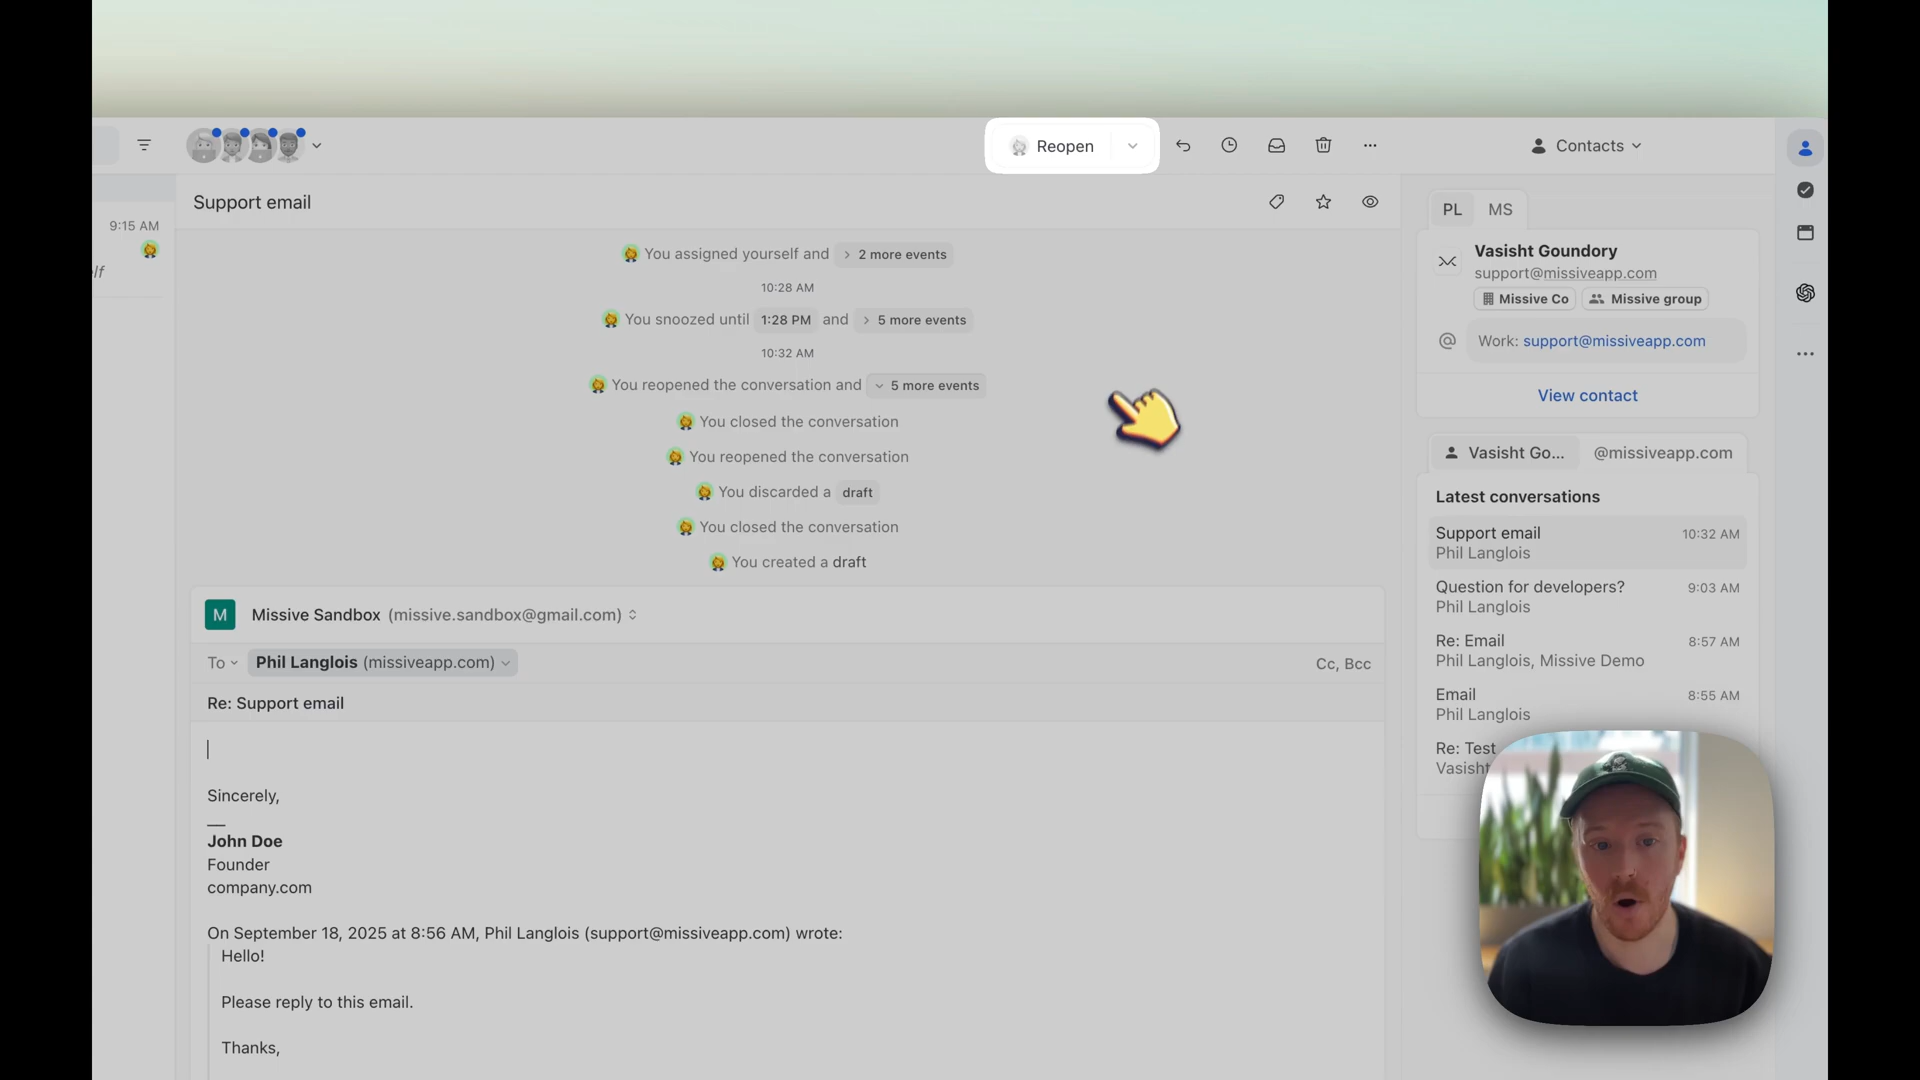 Reopen
Contacts
Support email
9:15 AM
lf
You assigned yourself and 2 more events
10:28 AM
You snoozed until 1:28 PM and 5 more events
10:32 AM
You reopened the conversation and 5 more events
You closed the conversation
You reopened the conversation
You discarded a draft
You closed the conversation
You created a draft
M Missive Sandbox (missive.sandbox@gmail.com)
To Phil Langlois (missiveapp.com)
Cc, Bcc
Re: Support email
Sincerely,
__
John Doe
Founder
company.com
On September 18, 2025 at 8:56 AM, Phil Langlois (support@missiveapp.com) wrote:
Hello!
Please reply to this email.
Thanks,
PL MS
Vasisht Goundory
support@missiveapp.com
Missive Co Missive group
Work: support@missiveapp.com
View contact
Vasisht Go... @missiveapp.com
Latest conversations
Support email 10:32 AM
Phil Langlois
Question for developers? 9:03 AM
Phil Langlois
Re: Email 8:57 AM
Phil Langlois, Missive Demo
Email 8:55 AM
Phil Langlois
Re: Test
Vasisht